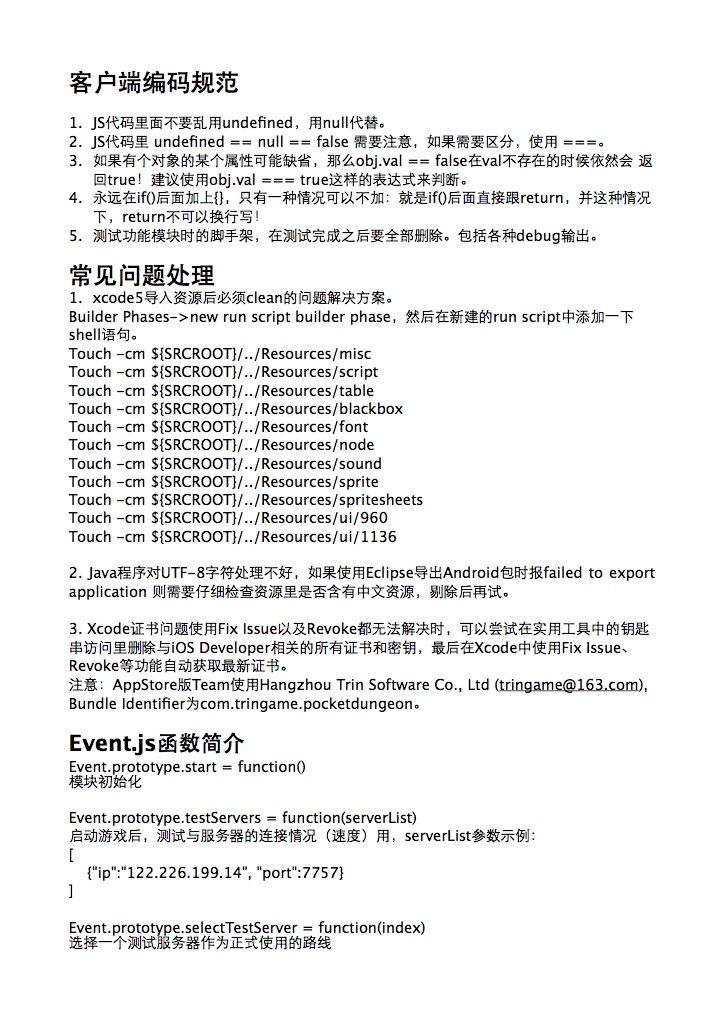 客户端编码规范
1. JS代码里面不要乱用undefined，用null代替。
2. JS代码里 undefined == null == false 需要注意，如果需要区分，使用 ===。
3. 如果有个对象的某个属性可能缺省，那么obj.val == false在val不存在的时候依然会 返
回true！建议使用obj.val === true这样的表达式来判断。
4. 永远在if()后面加上{}，只有一种情况可以不加：就是if()后面直接跟return，并这种情况
下，return不可以换行写！
5. 测试功能模块时的脚手架，在测试完成之后要全部删除。包括各种debug输出。
常见问题处理
1. xcode5导入资源后必须clean的问题解决方案。
Builder Phases->new run script builder phase，然后在新建的run script中添加一下
shell语句。
Touch -cm ${SRCROOT}/../Resources/misc
Touch -cm ${SRCROOT}/../Resources/script
Touch -cm ${SRCROOT}/../Resources/table
Touch -cm ${SRCROOT}/../Resources/blackbox
Touch -cm ${SRCROOT}/../Resources/font
Touch -cm ${SRCROOT}/../Resources/node
Touch -cm ${SRCROOT}/../Resources/sound
Touch -cm ${SRCROOT}/../Resources/sprite
Touch -cm ${SRCROOT}/../Resources/spritesheets
Touch -cm ${SRCROOT}/../Resources/ui/960
Touch -cm ${SRCROOT}/../Resources/ui/1136
2. Java程序对UTF-8字符处理不好，如果使用Eclipse导出Android包时报failed to export
application 则需要仔细检查资源里是否含有中文资源，剔除后再试。
3. Xcode证书问题使用Fix Issue以及Revoke都无法解决时，可以尝试在实用工具中的钥匙
串访问里删除与iOS Developer相关的所有证书和密钥，最后在Xcode中使用Fix Issue、
Revoke等功能自动获取最新证书。
注意：AppStore版Team使用Hangzhou Trin Software Co., Ltd (tringame@163.com),
Bundle Identifier为com.tringame.pocketdungeon。
Event.js函数简介
Event.prototype.start = function()
模块初始化
Event.prototype.testServers = function(serverList)
启动游戏后，测试与服务器的连接情况（速度）用，serverList参数示例：
[
{"ip":"122.226.199.14", "port":7757}
]
Event.prototype.selectTestServer = function(index)
选择一个测试服务器作为正式使用的路线